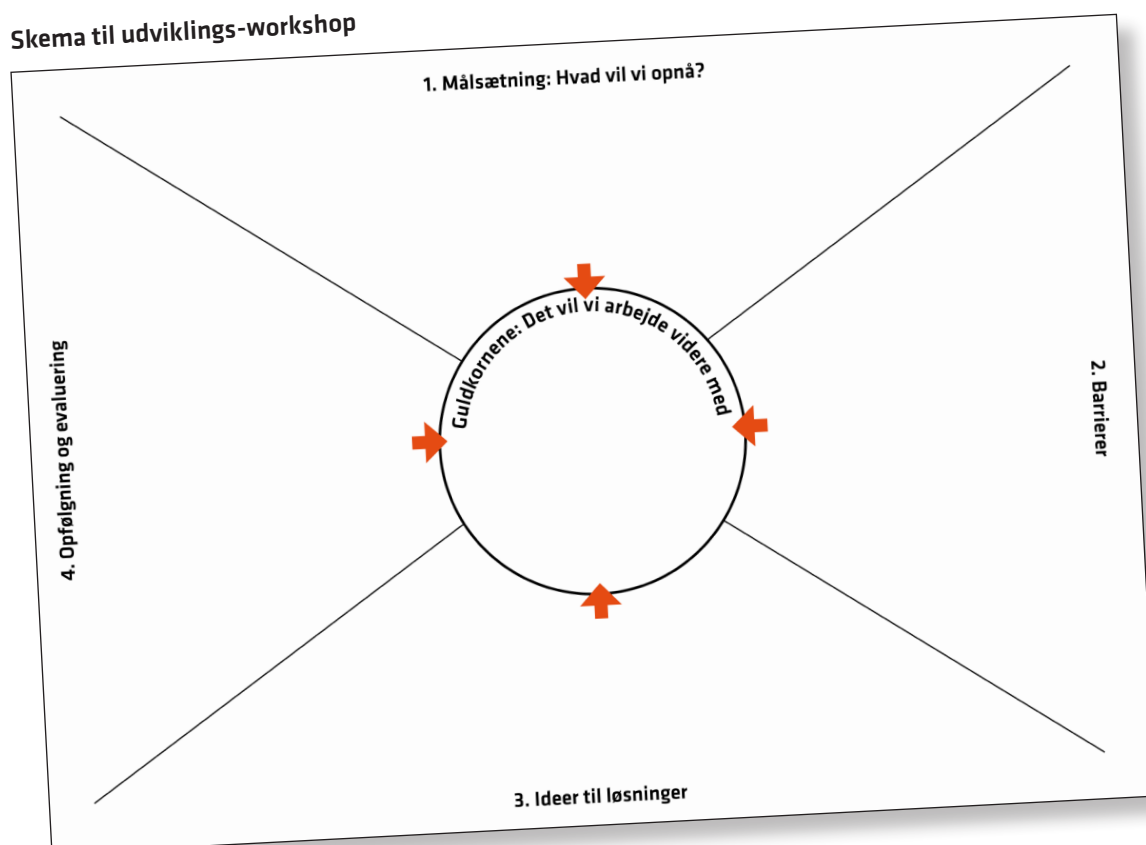 Skema til udviklings-workshop
1. Målsætning: Hvad vil vi opnå?
Guldkornene: Det vil vi arbejde videre med
2. Barrierer
3. Ideer til løsninger
4. Opfølgning og evaluering